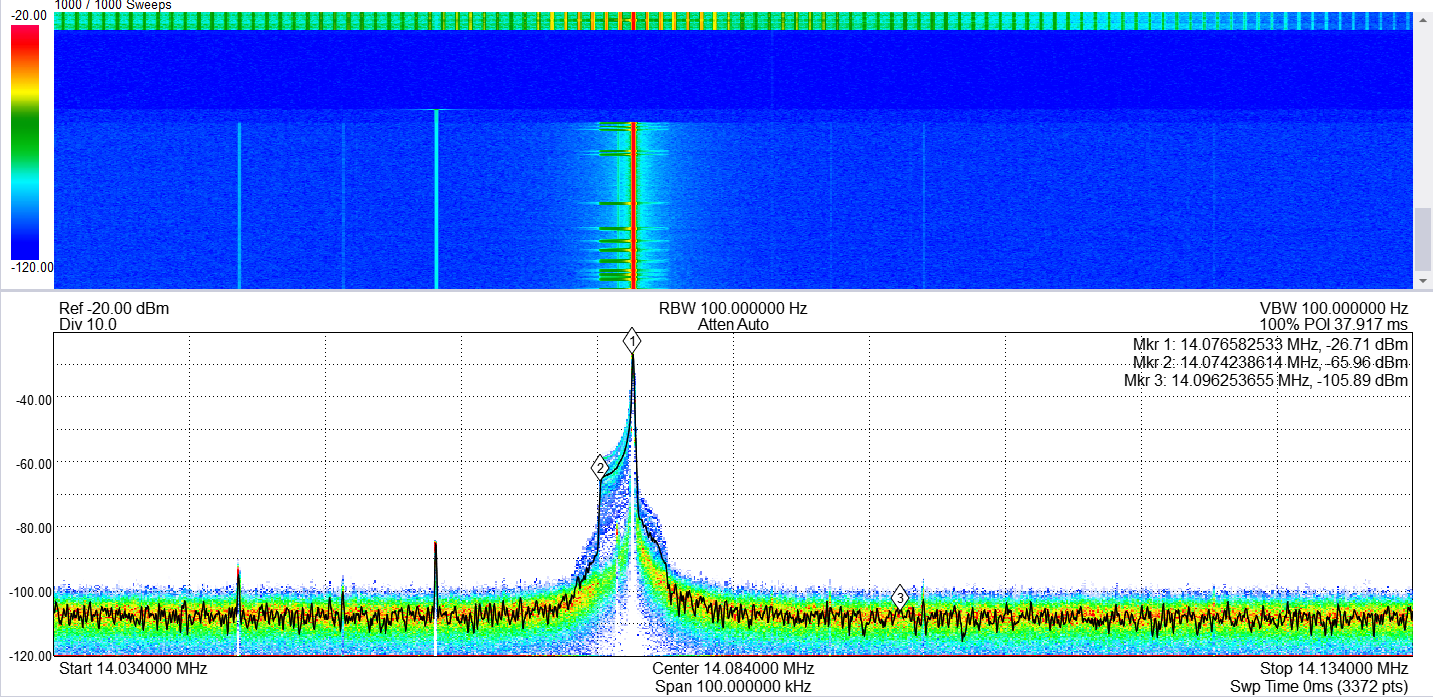 1000 / 1000 Sweeps
-20.00
-120.00
Ref -20.00 dBm
RBW 100.000000 Hz
VBW 100.000000 Hz
Div 10.0
Atten Auto
100% POI 37.917 ms
1
Mkr 1: 14.076582533 MHz, -26.71 dBm
Mkr 2: 14.074238614 MHz, -65.96 dBm
Mkr 3: 14.096253655 MHz, -105.89 dBm
-40.00
-60.00
2
-80.00
-100.00
3
-120.00
Start 14.034000 MHz
Center 14.084000 MHz
Stop 14.134000 MHz
Span 100.000000 kHz
Swp Time 0ms (3372 pts)